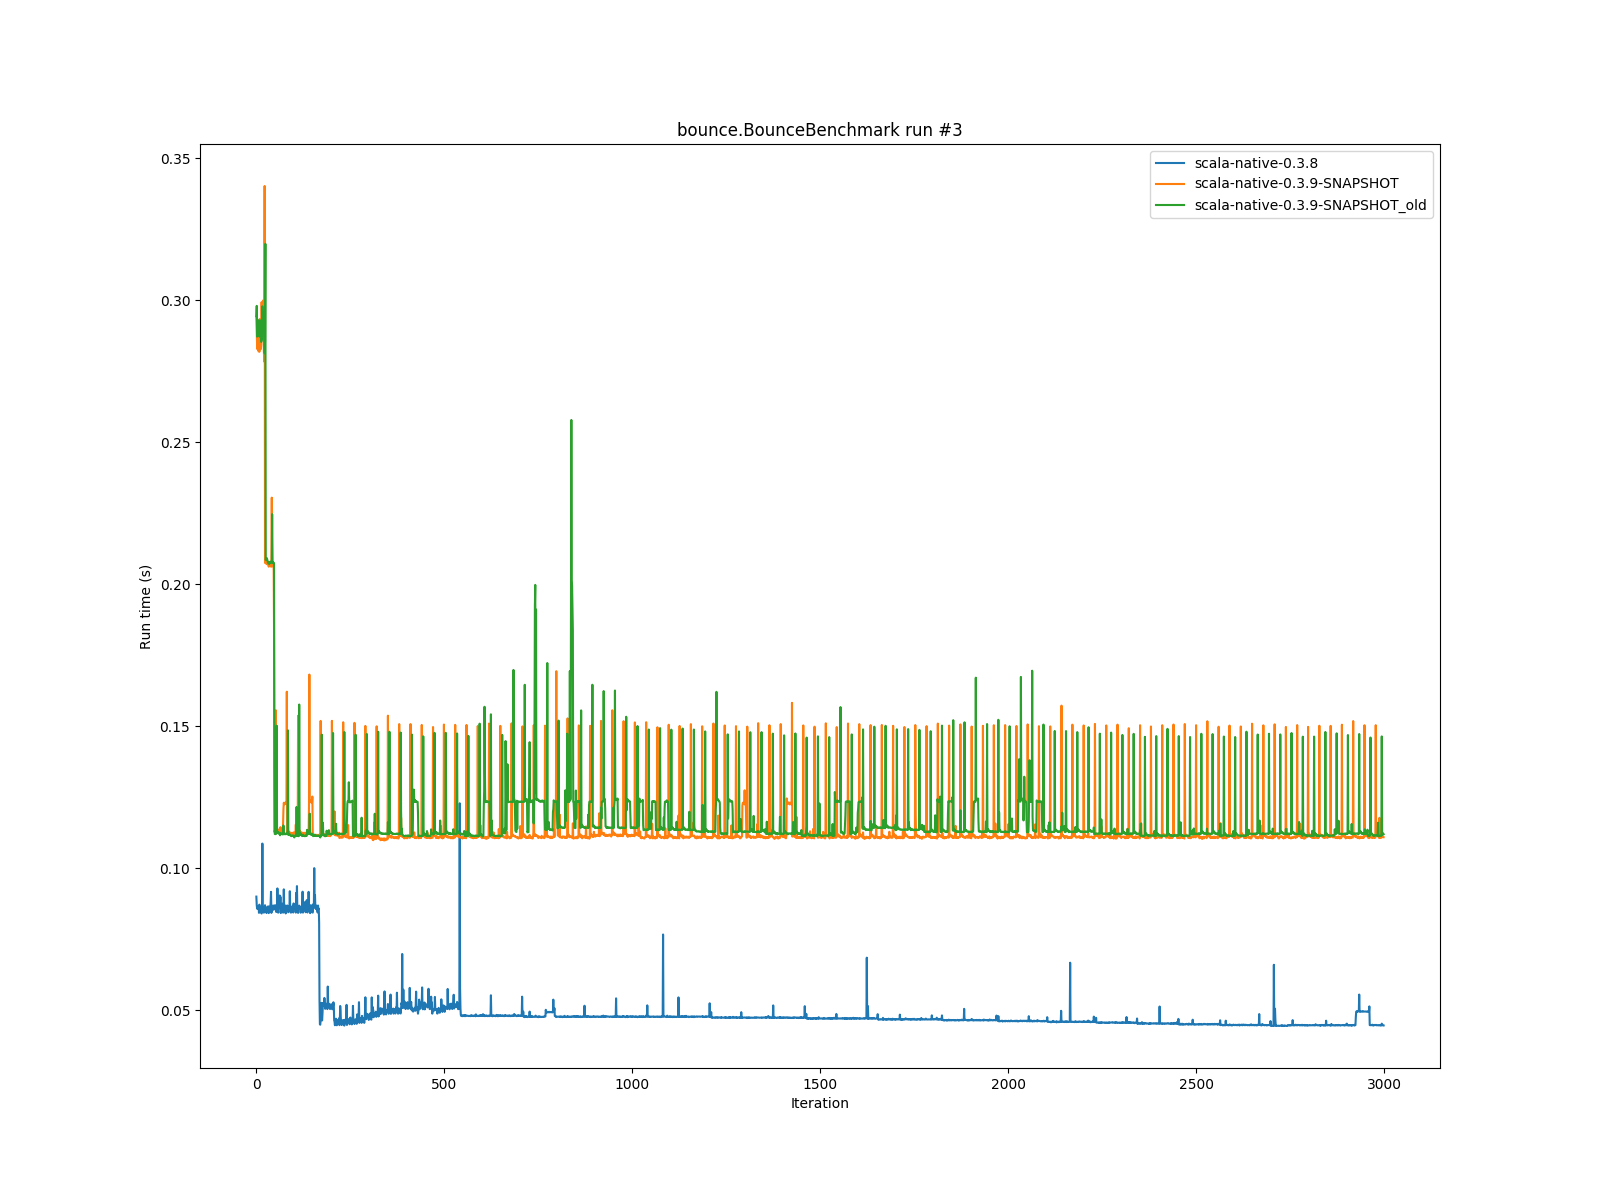 bounce.BounceBenchmark run #3
scala-native-0.3.8
scala-native-0.3.9-SNAPSHOT
scala-native-0.3.9-SNAPSHOT_old
Run time (s)
0.35
0.30
0.25
0.20
0.15
0.10
0.05
0 500 1000 1500 2000 2500 3000
Iteration